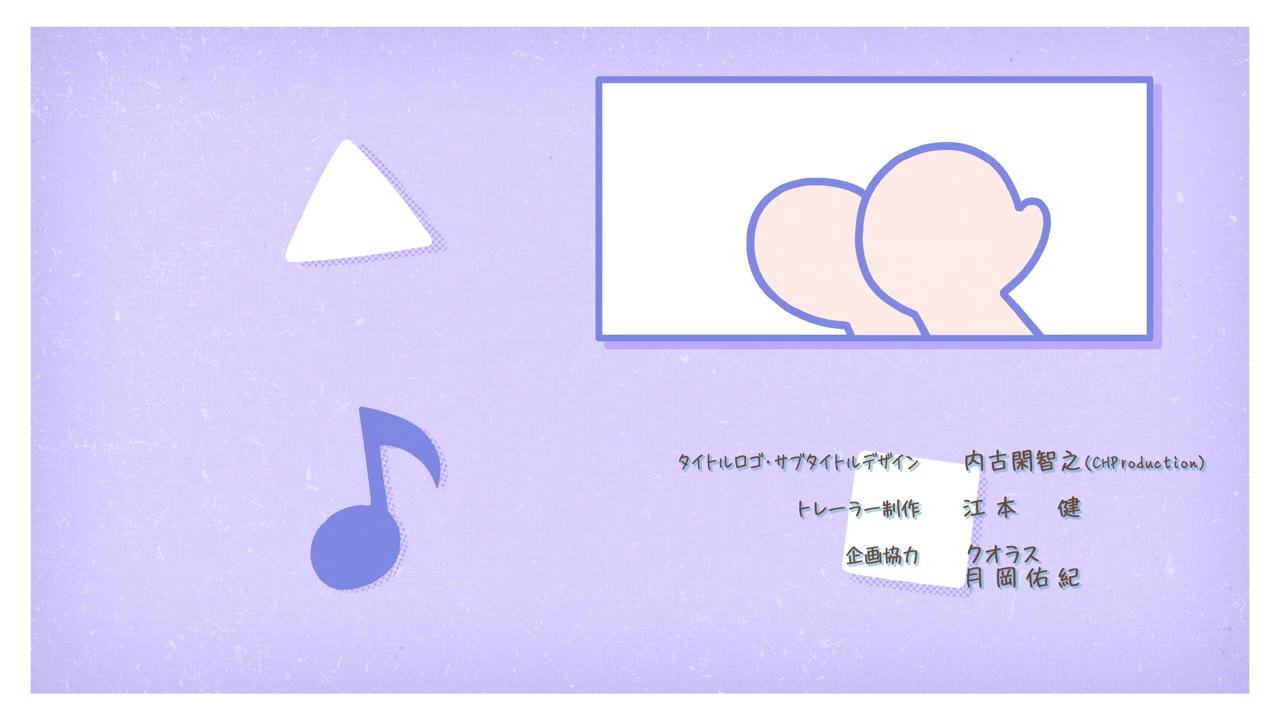 タイトルロゴ・サブタイトルデザイン 内古閑智之(CHProduction)
トレーラー制作 江本 健
企画協力 クオラス
月岡佑紀